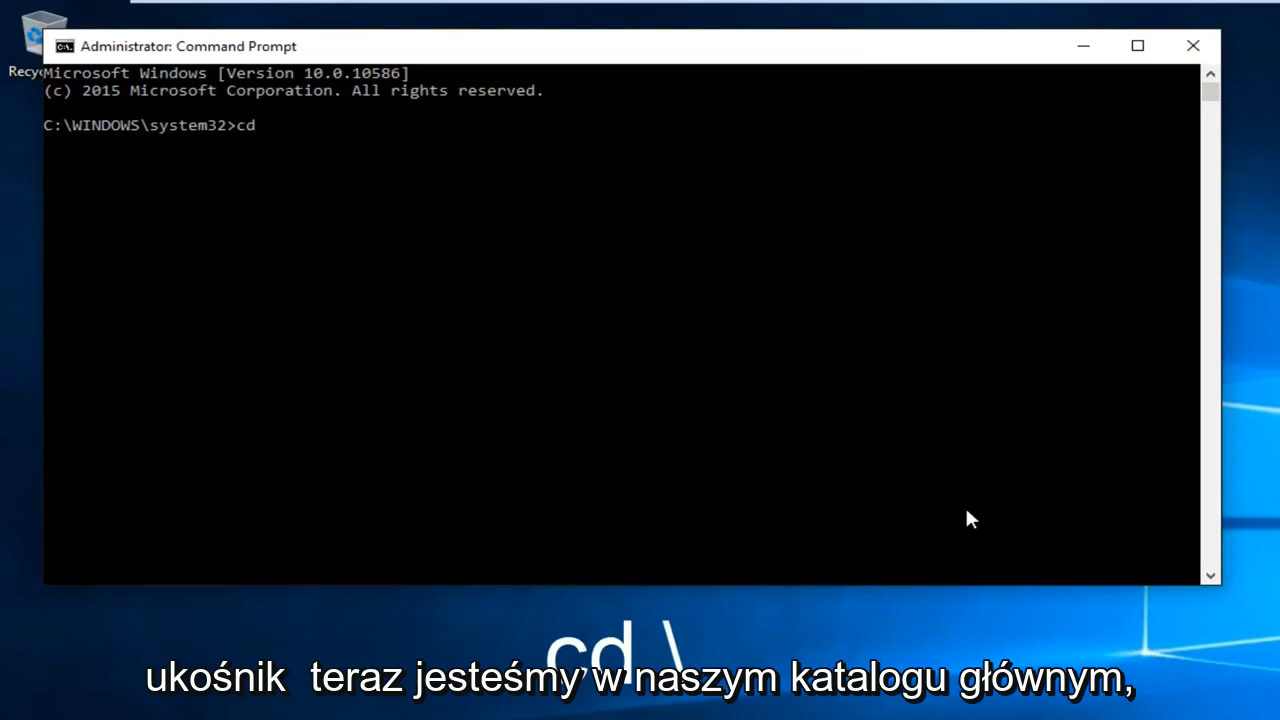 Administrator: Command Prompt
Recyc
Microsoft Windows [Version 10.0.10586]
(c) 2015 Microsoft Corporation. All rights reserved.
C:\WINDOWS\system32>cd
cd \
ukośnik teraz jesteśmy w naszym katalogu głównym,